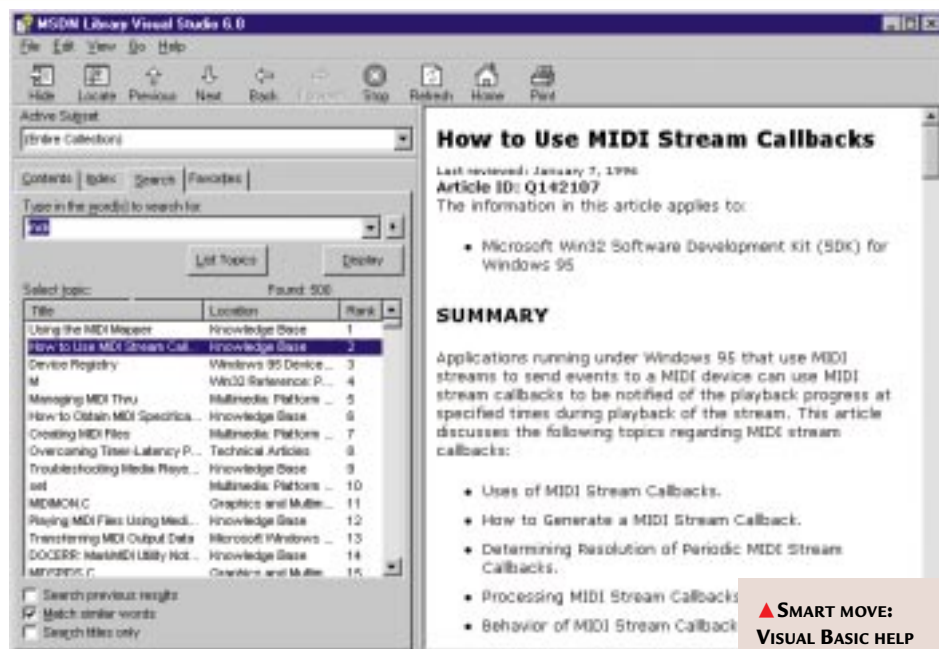 MSDN Library Visual Studio 6.0
File Edit View Go Help
Hide Locate Previous Next Back Forward Stop Refresh Home Print
Active Subset
(Entire Collection)
Contents Index Search Favorites
Type in the word(s) to search for:
List Topics Display
Select topic: Found: 500
Title Location Rank
Using the MIDI Mapper Knowledge Base 1
How to Use MIDI Stream Call... Knowledge Base 2
Device Registry Windows 95 Device... 3
M Win32 Reference: P... 4
Managing MIDI Thru Multimedia: Platform ... 5
How to Obtain MIDI Specifica... Knowledge Base 6
Creating MIDI Files Multimedia: Platform ... 7
Overcoming Timer-Latency P... Technical Articles 8
Troubleshooting Media Playe... Knowledge Base 9
set Multimedia: Platform ... 10
MIDIMON.C Graphics and Multim... 11
Playing MIDI Files Using Medi... Knowledge Base 12
Transferring MIDI Output Data Microsoft Windows ... 13
DOCERR: MarkMIDI Utility Not... Knowledge Base 14
Graphics and Multim... 15
Search previous results
Match similar words
Search titles only
How to Use MIDI Stream Callbacks
Last reviewed: January 7, 1996
Article ID: Q142107
The information in this article applies to:
• Microsoft Win32 Software Development Kit (SDK) for
Windows 95
SUMMARY
Applications running under Windows 95 that use MIDI
streams to send events to a MIDI device can use MIDI
stream callbacks to be notified of the playback progress at
specified times during playback of the stream. This article
discusses the following topics regarding MIDI stream
callbacks:
• Uses of MIDI Stream Callbacks.
• How to Generate a MIDI Stream Callback.
• Determining Resolution of Periodic MIDI Stream
Callbacks.
• Processing MIDI Stream Callbacks
• Behavior of MIDI Stream Callback
▲SMART MOVE:
VISUAL BASIC HELP